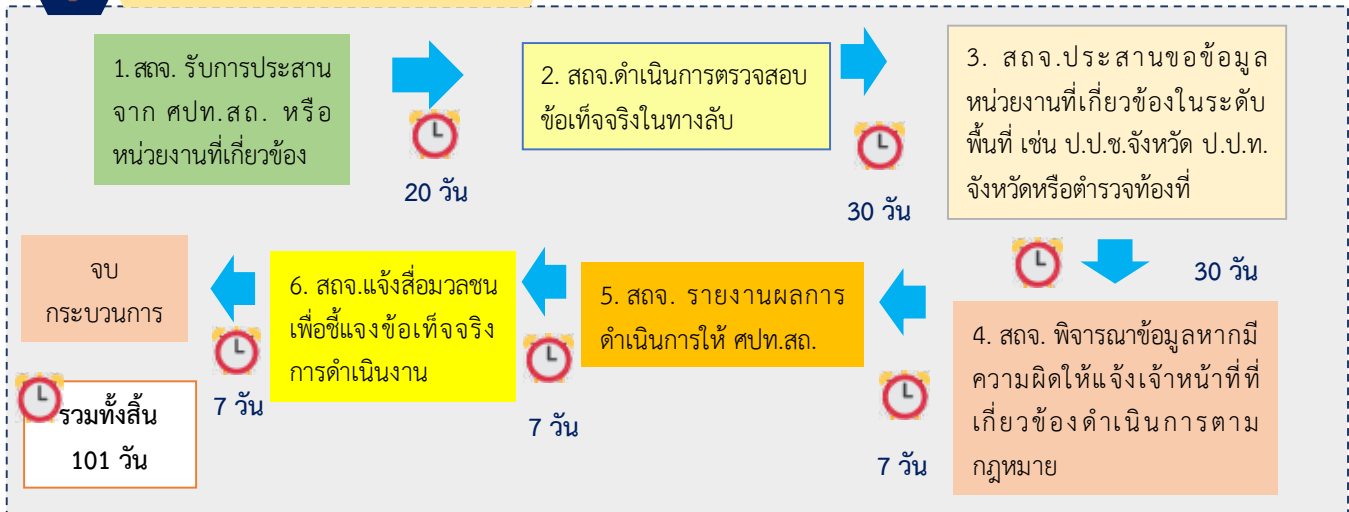 1. สถจ. รับการประสาน
จาก ศปท.สถ. หรือ
หน่วยงานที่เกี่ยวข้อง
20 วัน
2. สถจ.ดำเนินการตรวจสอบ
ข้อเท็จจริงในทางลับ
30 วัน
3. สถจ.ประสานขอข้อมูล
หน่วยงานที่เกี่ยวข้องในระดับ
พื้นที่ เช่น ป.ป.ช.จังหวัด ป.ป.ท.
จังหวัดหรือตำรวจท้องที่
30 วัน
4. สถจ. พิจารณาข้อมูลหากมี
ความผิดให้แจ้งเจ้าหน้าที่ที่
เกี่ยวข้องดำเนินการตาม
กฎหมาย
7 วัน
5. สถจ. รายงานผลการ
ดำเนินการให้ ศปท.สถ.
7 วัน
6. สถจ.แจ้งสื่อมวลชน
เพื่อชี้แจงข้อเท็จจริง
การดำเนินงาน
7 วัน
จบ
กระบวนการ
รวมทั้งสิ้น
101 วัน